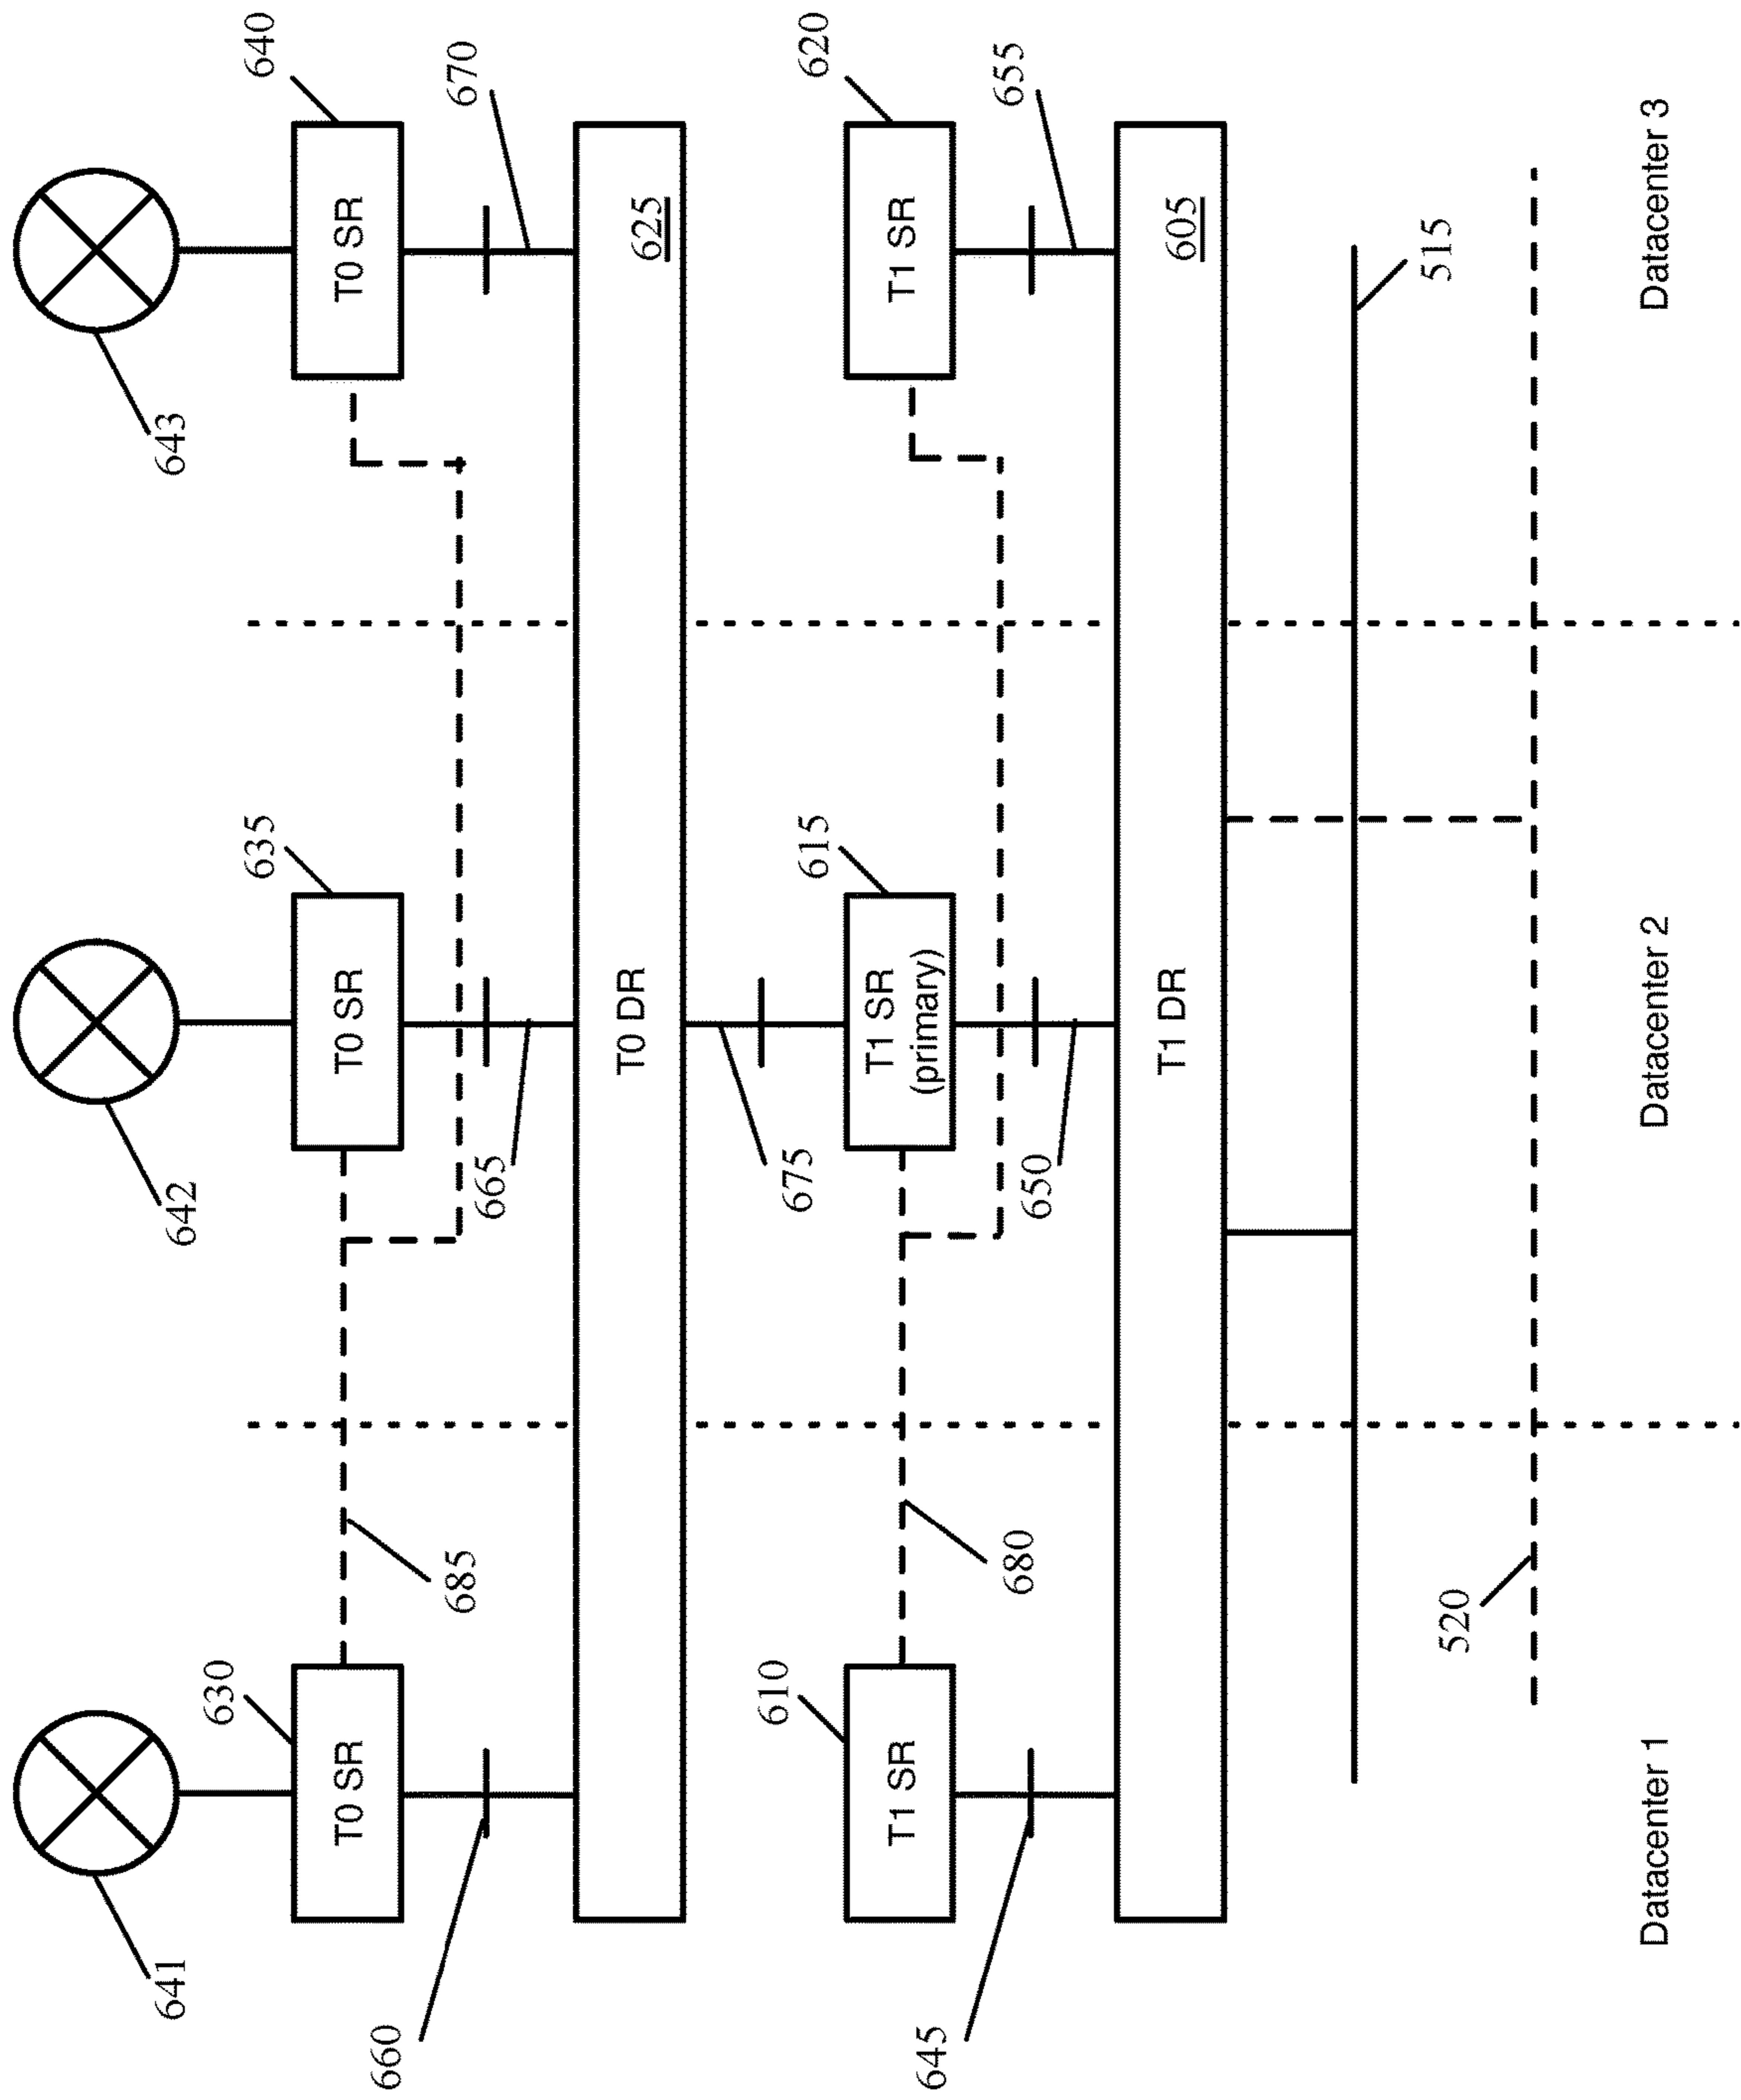 641
642
643
630
T0 SR
635
T0 SR
640
T0 SR
685
660
665
670
T0 DR
625
675
610
T1 SR
615
T1 SR
(primary)
620
T1 SR
680
645
650
655
T1 DR
605
515
520
Datacenter 1
Datacenter 2
Datacenter 3